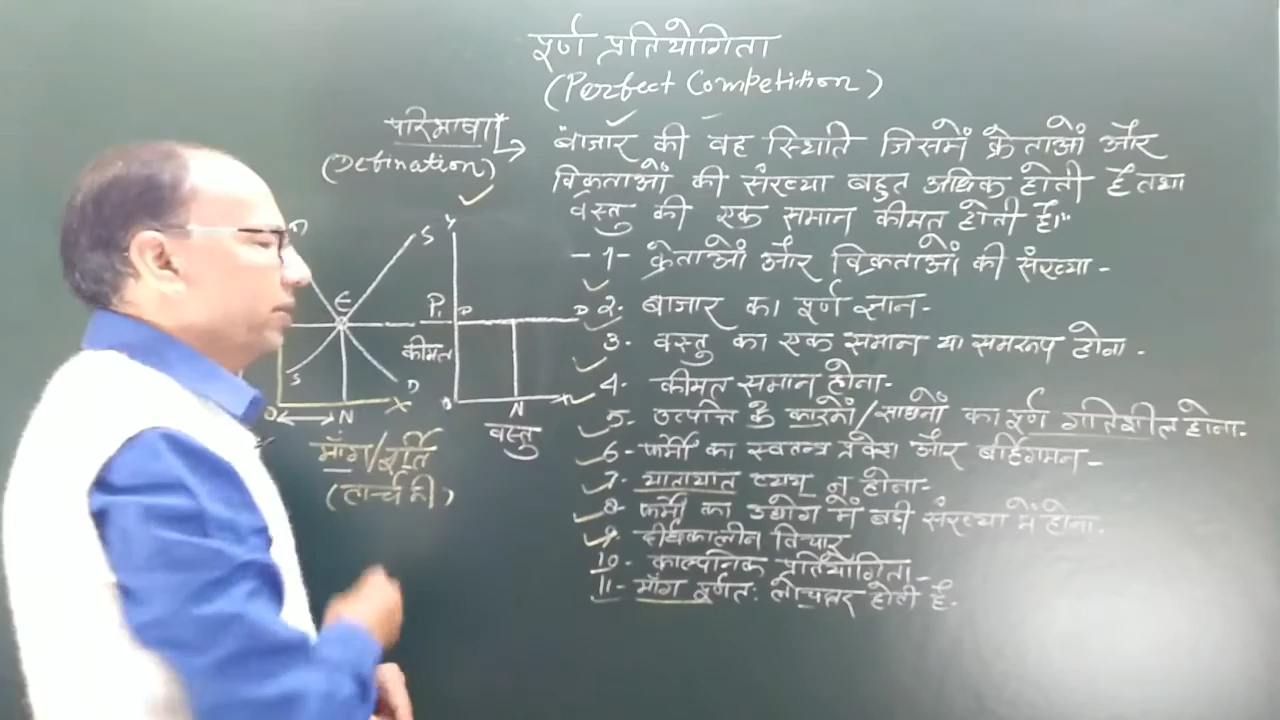 पूर्ण प्रतियोगिता
(Perfect Competition)
परिभाषा
(Defination)
"बाजार की वह स्थिति जिसमें क्रेताओं और
विक्रेताओं की संख्या बहुत अधिक होती है तथा
वस्तु की एक समान कीमत होती है।"
-1- क्रेताओं और विक्रेताओं की संख्या -
2- बाजार का पूर्ण ज्ञान-
3- वस्तु का एक समान या समरूप होना-
4- कीमत समान होना-
5- उत्पत्ति के कारकों/साधनों का पूर्ण गतिशील होना-
6- फर्मों का स्वतन्त्र प्रवेश और बर्हिगमन-
7- यातायात व्यय न होना-
8- फर्मों का उद्योग में बड़ी संख्या में होना-
9- दीर्घकालीन विचार
10- काल्पनिक प्रतियोगिता-
11- माँग पूर्णतः लोचदार होती है-
S
E
S
D
O
N
X
माँग/पूर्ति
Y
P₁
P
D
कीमत
O
N
X
वस्तु